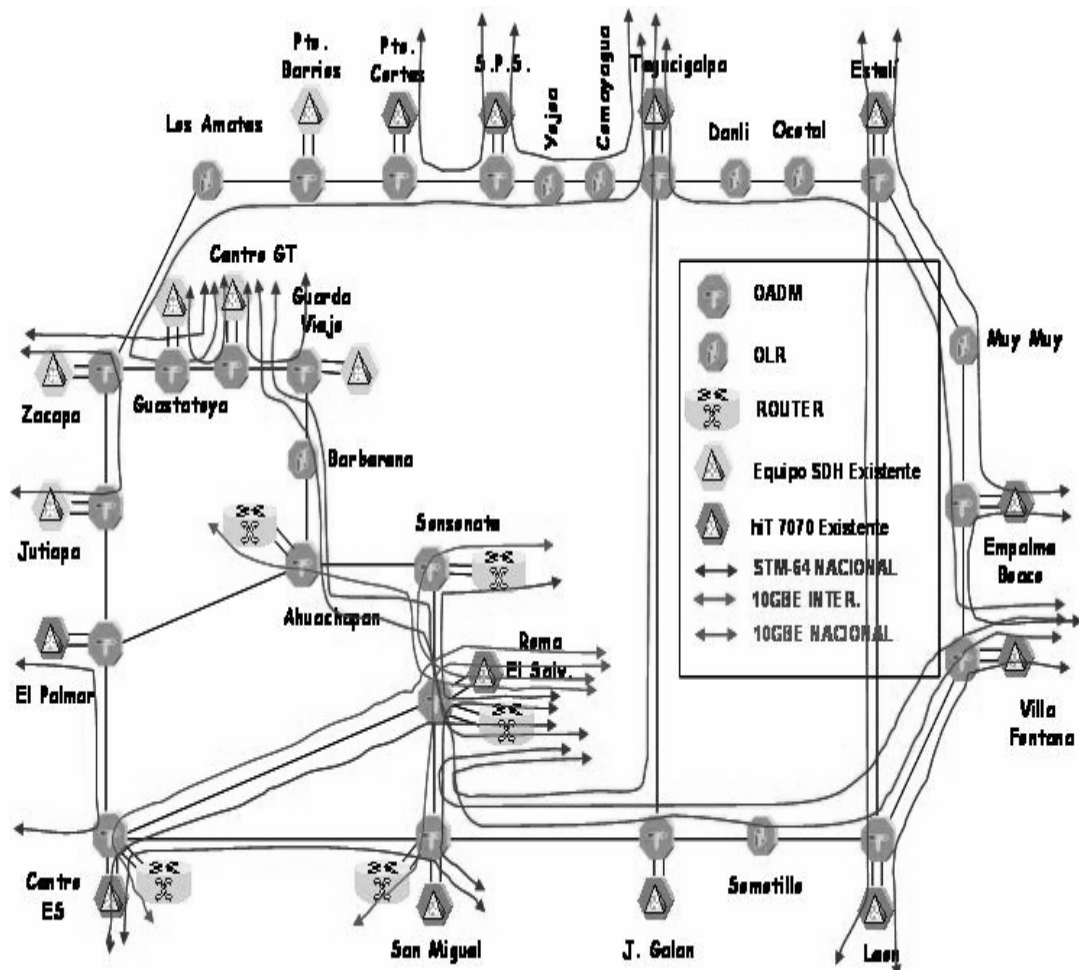 Pto.
Barrios
Pto.
Cortes
S.P.S.
Yojoa
Comayagua
Tegucigalpa
Estelí
Los Amates
Danli
Ocotal
Centro GT
Guarda
Viejo
OADM
OLR
Muy Muy
ROUTER
Zacapa
Guastatoya
Barberena
Equipo SDH Existente
Sonsonate
hiT 7070 Existente
Jutiapa
Empalme
Boaco
STM-64 NACIONAL
10GBE INTER.
10GBE NACIONAL
Ahuachapan
Roma
El Salv.
El Palmar
Villa
Fontana
Centro
ES
Somotillo
San Miguel
J. Galan
Leon